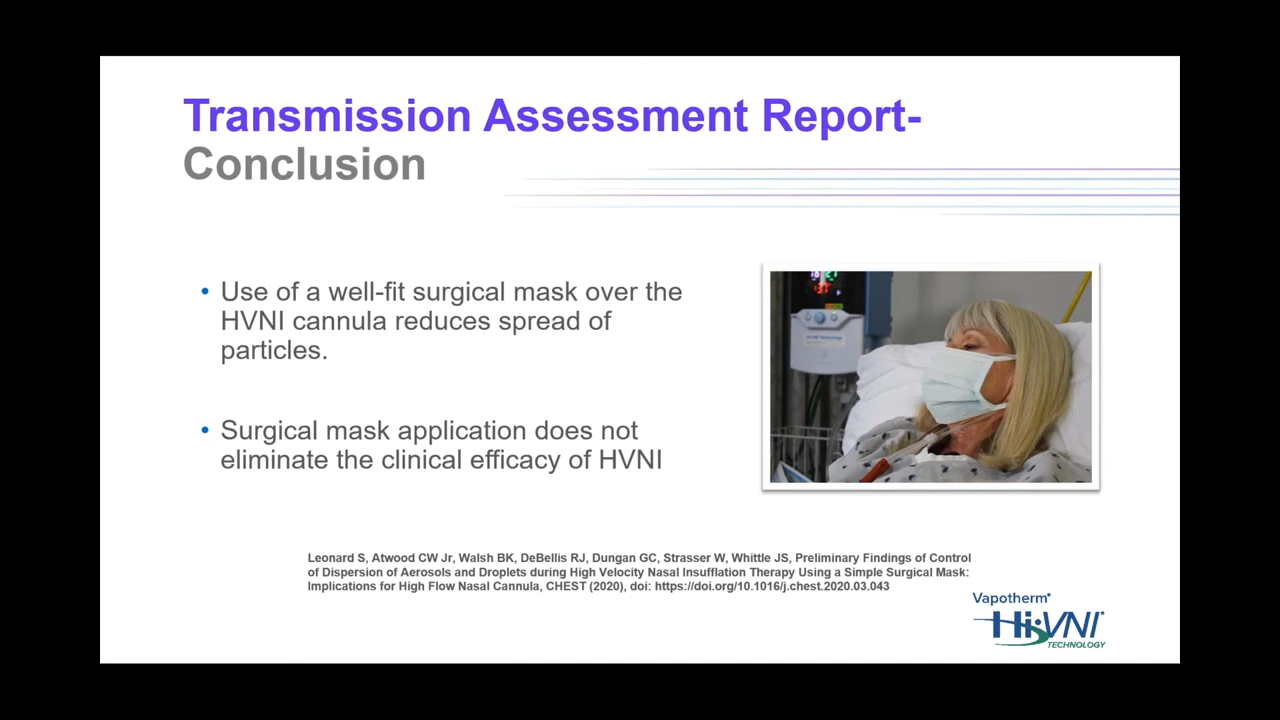 Transmission Assessment Report-
Conclusion
• Use of a well-fit surgical mask over the
HVNI cannula reduces spread of
particles.
• Surgical mask application does not
eliminate the clinical efficacy of HVNI
Leonard S, Atwood CW Jr, Walsh BK, DeBellis RJ, Dungan GC, Strasser W, Whittle JS, Preliminary Findings of Control
of Dispersion of Aerosols and Droplets during High Velocity Nasal Insufflation Therapy Using a Simple Surgical Mask:
Implications for High Flow Nasal Cannula, CHEST (2020), doi: https://doi.org/10.1016/j.chest.2020.03.043
Vapotherm®
Hi·VNI®
TECHNOLOGY